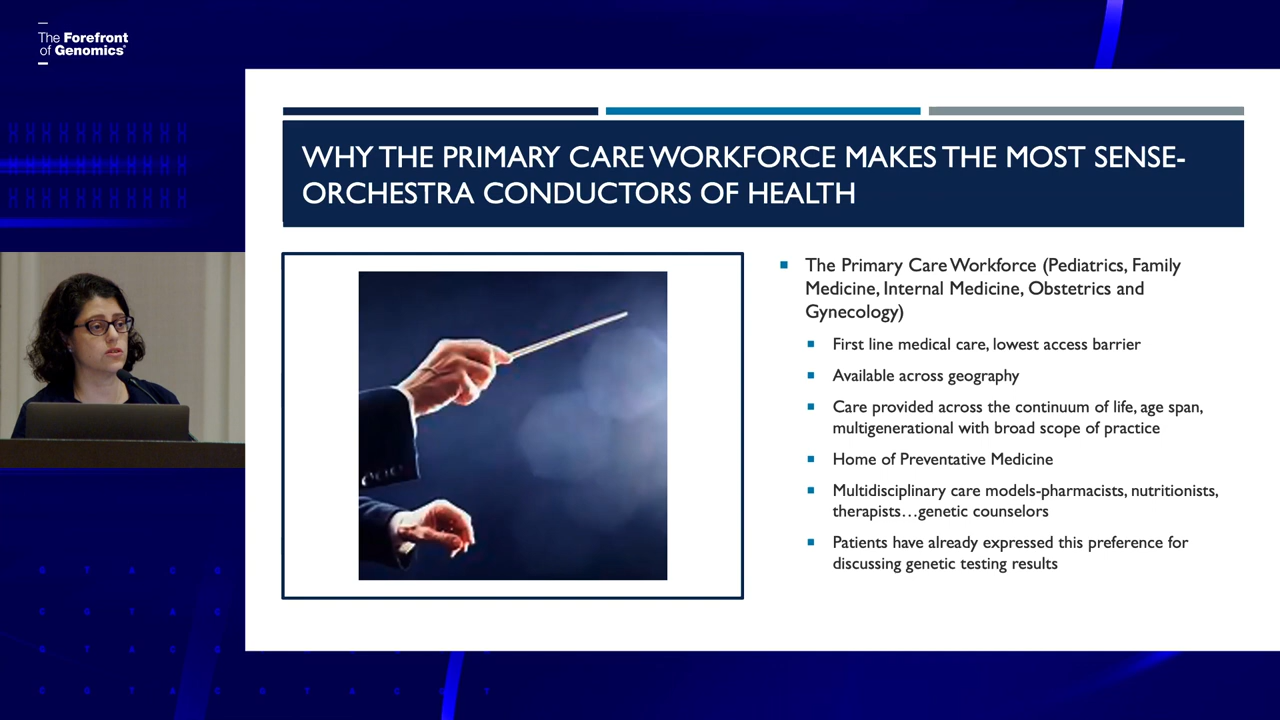 The Forefront
of Genomics®
WHY THE PRIMARY CARE WORKFORCE MAKES THE MOST SENSE-
ORCHESTRA CONDUCTORS OF HEALTH
The Primary Care Workforce (Pediatrics, Family
Medicine, Internal Medicine, Obstetrics and
Gynecology)
First line medical care, lowest access barrier
Available across geography
Care provided across the continuum of life, age span,
multigenerational with broad scope of practice
Home of Preventative Medicine
Multidisciplinary care models-pharmacists, nutritionists,
therapists…genetic counselors
Patients have already expressed this preference for
discussing genetic testing results